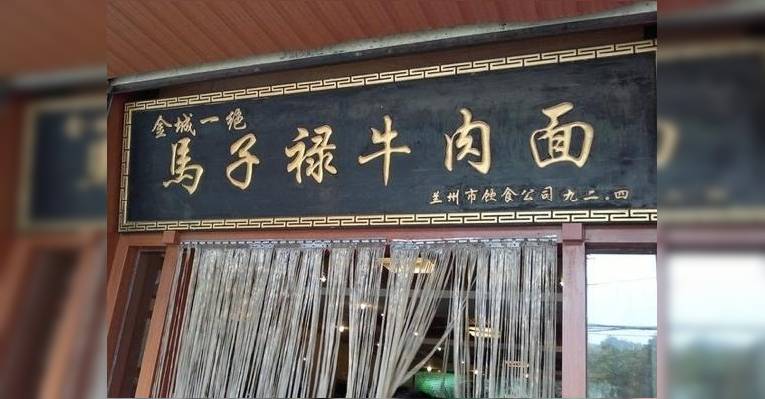 金城一绝
馬子禄牛肉面
兰州市饮食公司九二.四